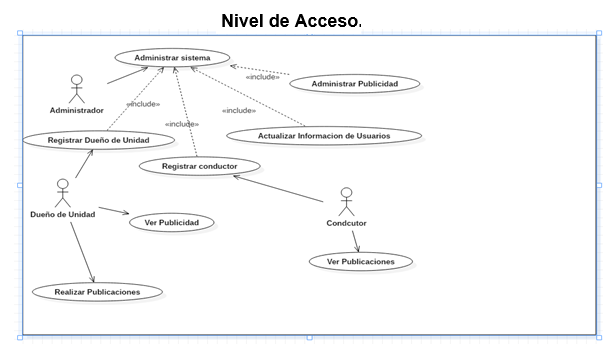 Nivel de Acceso.
Administrar sistema
«include»
Administrar Publicidad
Administrador
«include»
«include»
«include»
Registrar Dueño de Unidad
Actualizar Informacion de Usuarios
Registrar conductor
Dueño de Unidad
Ver Publicidad
Condcutor
Ver Publicaciones
Realizar Publicaciones